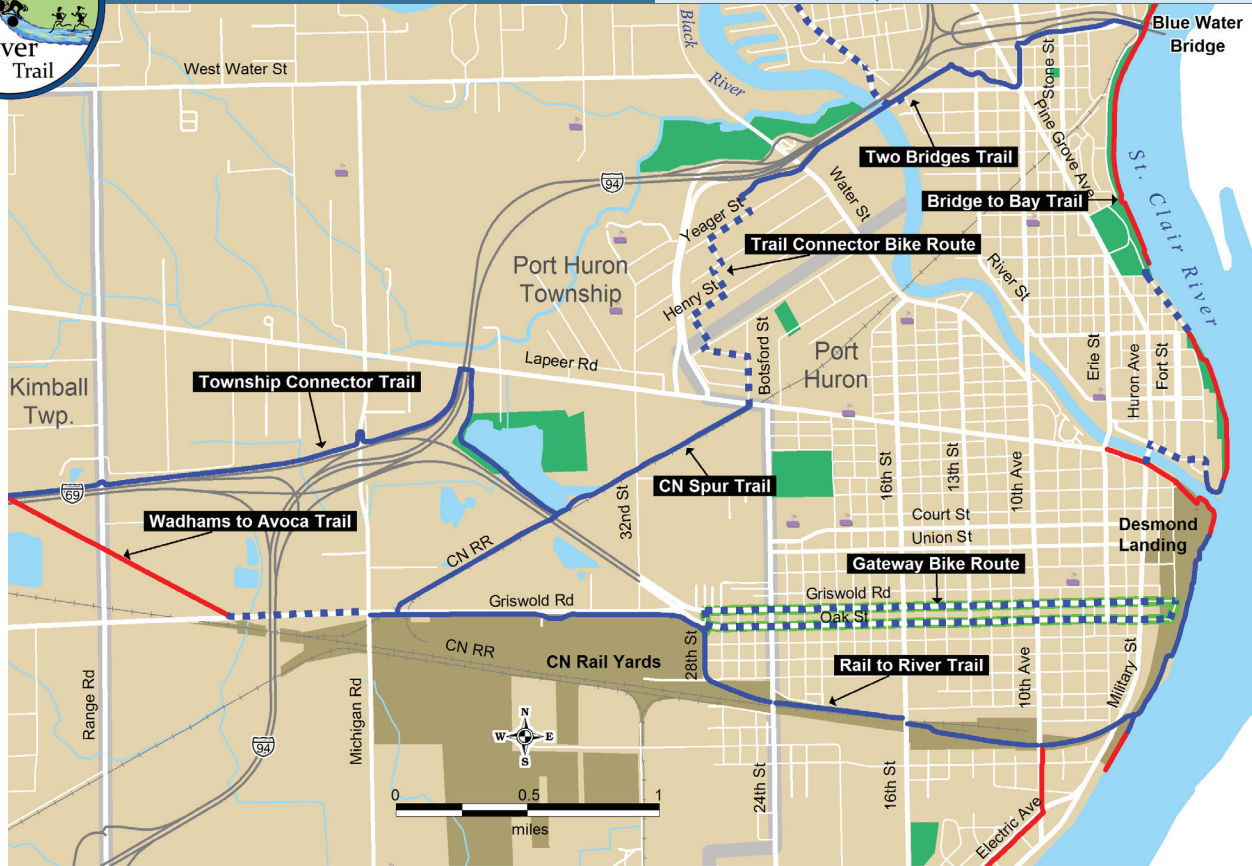 ver
Trail
West Water St
Black
River
Blue Water
Bridge
Stone St
Pine Grove Ave
Two Bridges Trail
94
Bridge to Bay Trail
St. Clair River
Water St
Yeager St
Trail Connector Bike Route
Port Huron
Township
Henry St
River St
Botsford St
Port
Huron
Erie St
Huron Ave
Fort St
Lapeer Rd
Kimball
Twp.
Township Connector Trail
69
CN Spur Trail
16th St
13th St
10th Ave
Wadhams to Avoca Trail
32nd St
Court St
Union St
Desmond
Landing
CN RR
Gateway Bike Route
Griswold Rd
Griswold Rd
Oak St
CN RR
CN Rail Yards
28th St
Rail to River Trail
Military St
10th Ave
Range Rd
Michigan Rd
94
N
W E
S
24th St
16th St
0 0.5 1
miles
Electric Ave